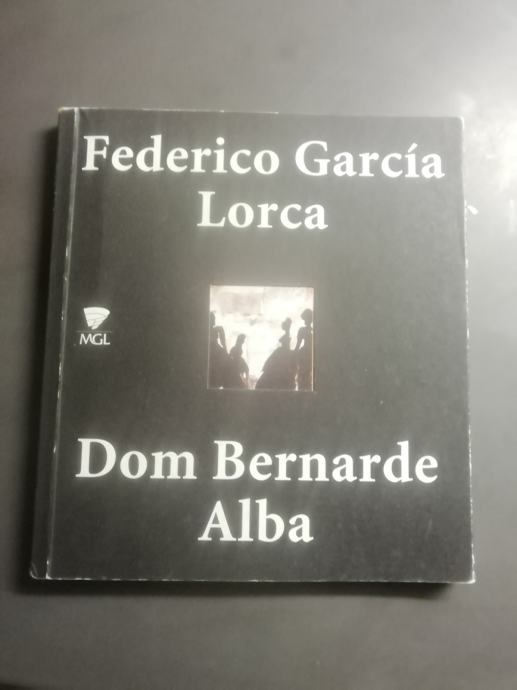 Federico García
Lorca
MGL
Dom Bernarde
Alba